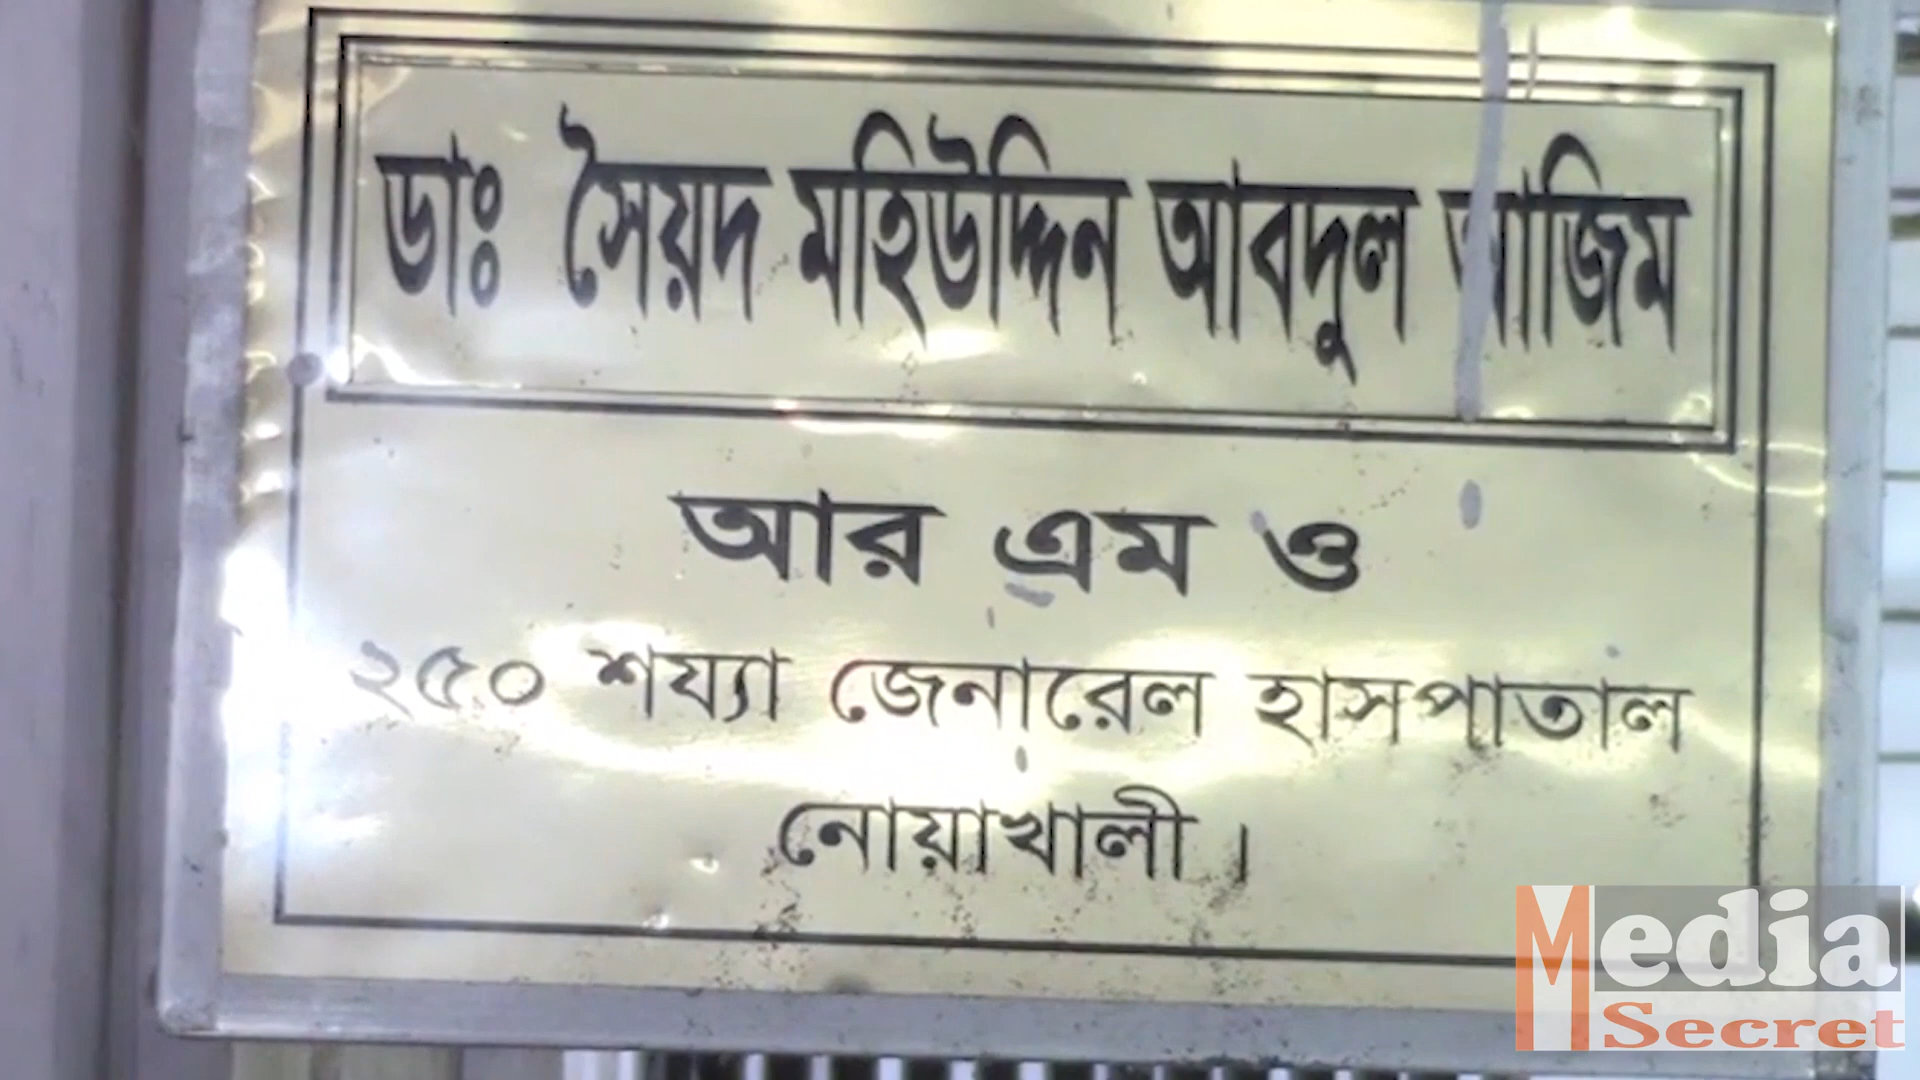 ডাঃ সৈয়দ মহিউদ্দিন আবদুল আজিম
আর এম ও
২৫০ শয্যা জেনারেল হাসপাতাল
নোয়াখালী।
Media
Secret